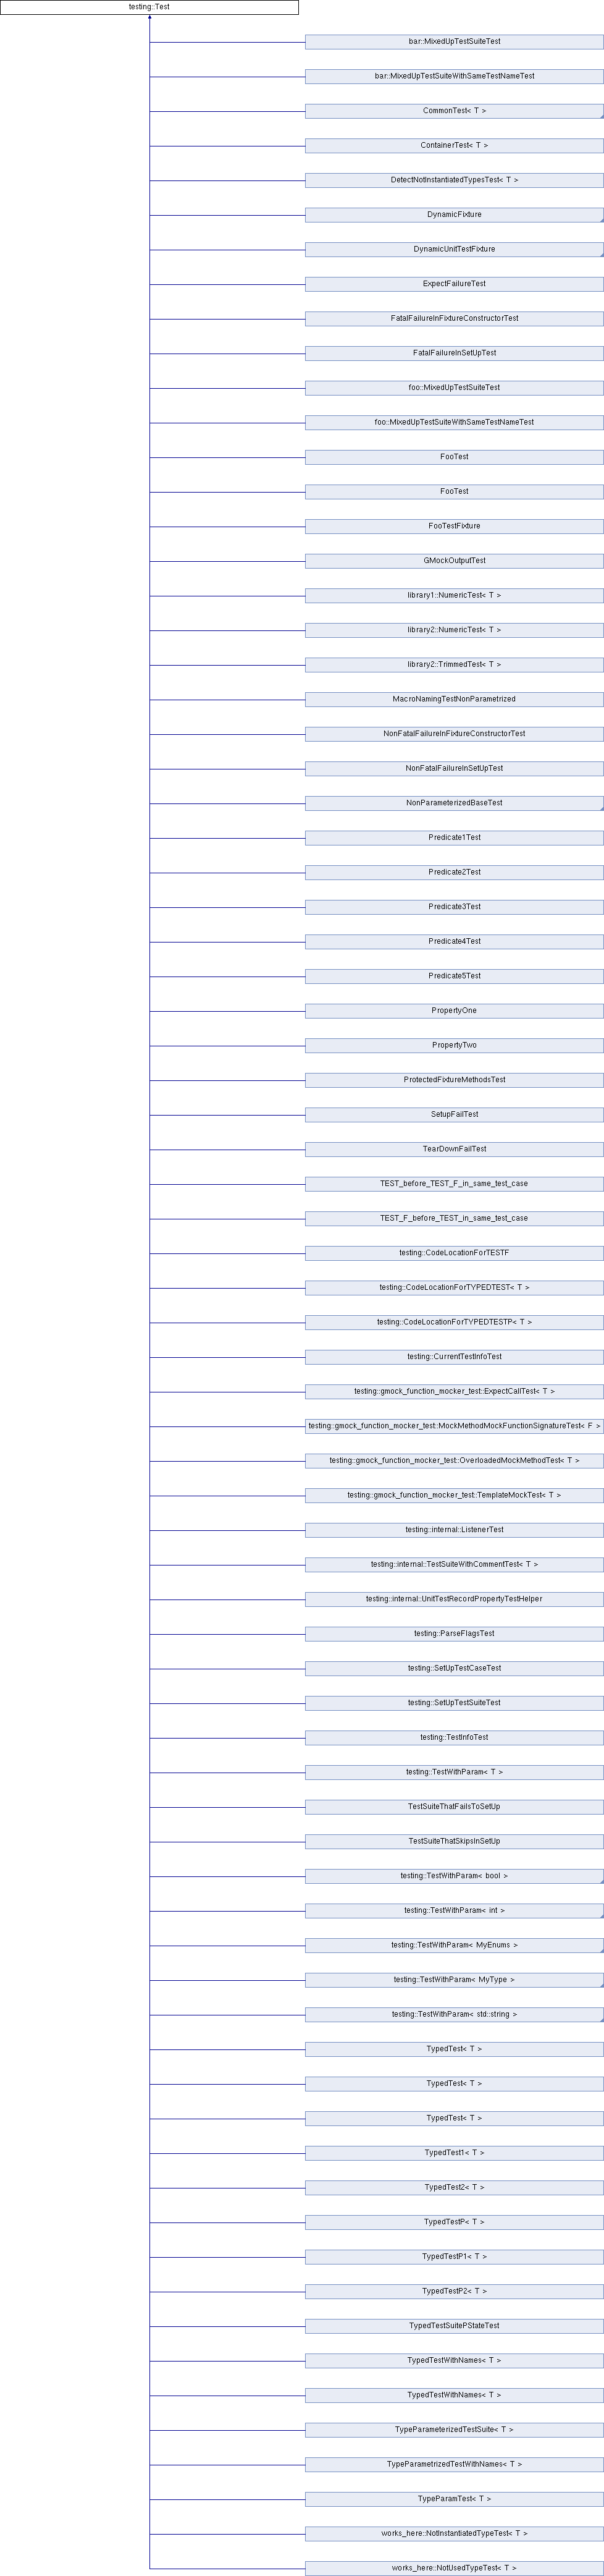 testing::Test
bar::MixedUpTestSuiteTest
bar::MixedUpTestSuiteWithSameTestNameTest
CommonTest< T >
ContainerTest< T >
DetectNotInstantiatedTypesTest< T >
DynamicFixture
DynamicUnitTestFixture
ExpectFailureTest
FatalFailureInFixtureConstructorTest
FatalFailureInSetUpTest
foo::MixedUpTestSuiteTest
foo::MixedUpTestSuiteWithSameTestNameTest
FooTest
FooTest
FooTestFixture
GMockOutputTest
library1::NumericTest< T >
library2::NumericTest< T >
library2::TrimmedTest< T >
MacroNamingTestNonParametrized
NonFatalFailureInFixtureConstructorTest
NonFatalFailureInSetUpTest
NonParameterizedBaseTest
Predicate1Test
Predicate2Test
Predicate3Test
Predicate4Test
Predicate5Test
PropertyOne
PropertyTwo
ProtectedFixtureMethodsTest
SetupFailTest
TearDownFailTest
TEST_before_TEST_F_in_same_test_case
TEST_F_before_TEST_in_same_test_case
testing::CodeLocationForTESTF
testing::CodeLocationForTYPEDTEST< T >
testing::CodeLocationForTYPEDTESTP< T >
testing::CurrentTestInfoTest
testing::gmock_function_mocker_test::ExpectCallTest< T >
testing::gmock_function_mocker_test::MockMethodMockFunctionSignatureTest< F >
testing::gmock_function_mocker_test::OverloadedMockMethodTest< T >
testing::gmock_function_mocker_test::TemplateMockTest< T >
testing::internal::ListenerTest
testing::internal::TestSuiteWithCommentTest< T >
testing::internal::UnitTestRecordPropertyTestHelper
testing::ParseFlagsTest
testing::SetUpTestCaseTest
testing::SetUpTestSuiteTest
testing::TestInfoTest
testing::TestWithParam< T >
TestSuiteThatFailsToSetUp
TestSuiteThatSkipsInSetUp
testing::TestWithParam< bool >
testing::TestWithParam< int >
testing::TestWithParam< MyEnums >
testing::TestWithParam< MyType >
testing::TestWithParam< std::string >
TypedTest< T >
TypedTest< T >
TypedTest< T >
TypedTest1< T >
TypedTest2< T >
TypedTestP< T >
TypedTestP1< T >
TypedTestP2< T >
TypedTestSuitePStateTest
TypedTestWithNames< T >
TypedTestWithNames< T >
TypeParameterizedTestSuite< T >
TypeParametrizedTestWithNames< T >
TypeParamTest< T >
works_here::NotInstantiatedTypeTest< T >
works_here::NotUsedTypeTest< T >